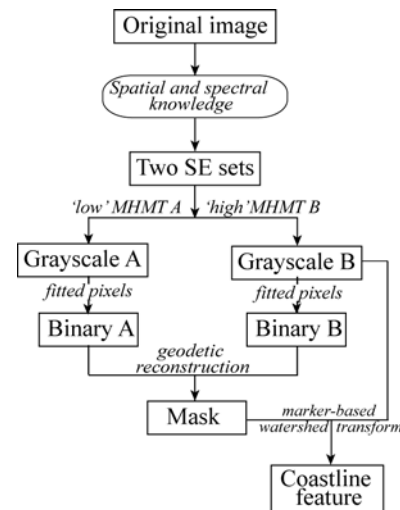 Original image
Spatial and spectral
knowledge
Two SE sets
'low' MHMT A 'high' MHMT B
Grayscale A Grayscale B
fitted pixels fitted pixels
Binary A Binary B
geodetic
reconstruction
Mask
marker-based
watershed transform
Coastline
feature